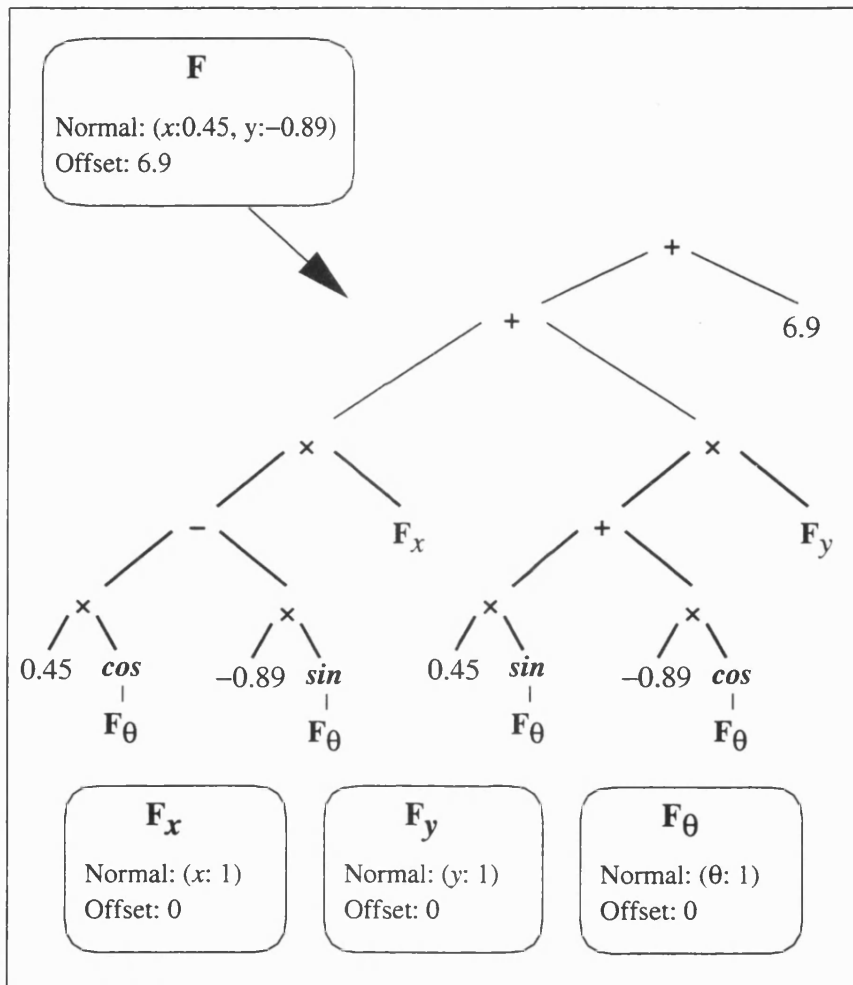 F
Normal: (x:0.45, y:−0.89)
Offset: 6.9
+
+ 6.9
× ×
− Fx + Fy
× × × ×
0.45 cos −0.89 sin 0.45 sin −0.89 cos
Fθ Fθ Fθ Fθ
Fx Fy Fθ
Normal: (x: 1) Normal: (y: 1) Normal: (θ: 1)
Offset: 0 Offset: 0 Offset: 0